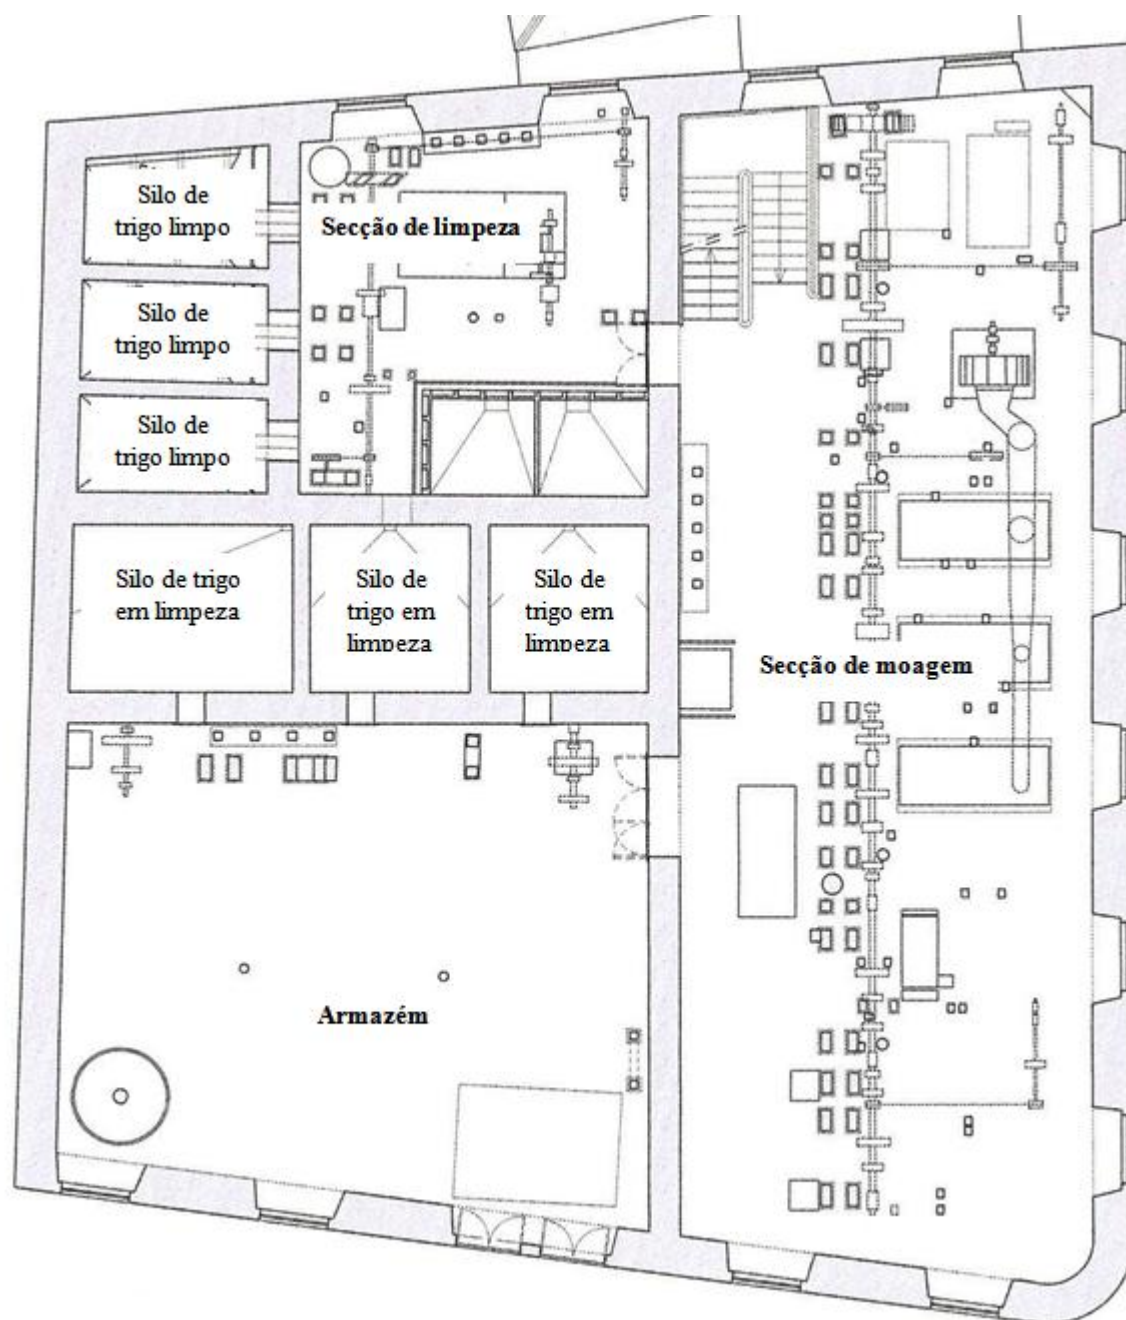 Silo de
trigo limpo
Secção de limpeza
Silo de
trigo limpo
Silo de
trigo limpo
Silo de trigo
em limpeza
Silo de
trigo em
limpeza
Silo de
trigo em
limpeza
Secção de moagem
Armazém